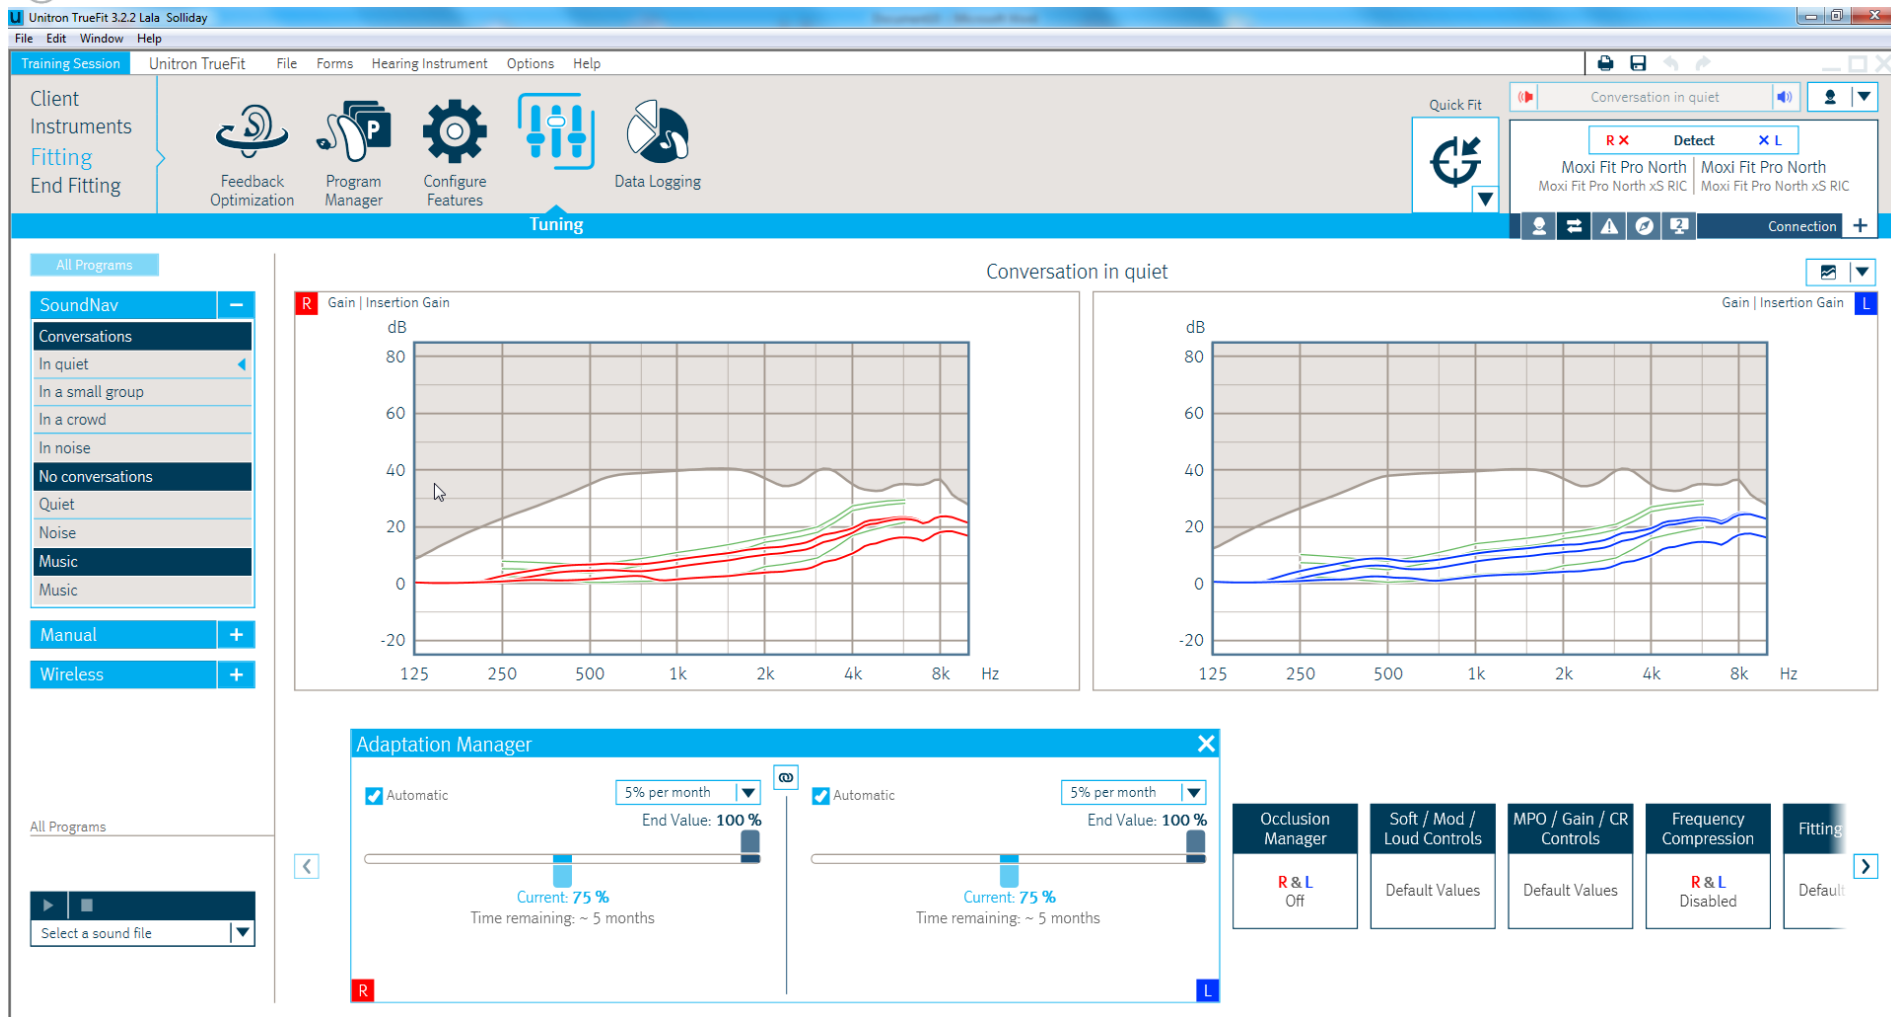 Unitron TrueFit 3.2.2 Lala Solliday
File Edit Window Help
Training Session Unitron TrueFit File Forms Hearing Instrument Options Help
Client
Instruments
Fitting
End Fitting
Feedback
Optimization
Program
Manager
Configure
Features
Tuning
Data Logging
Quick Fit
Conversation in quiet
R Detect L
Moxi Fit Pro North Moxi Fit Pro North
Moxi Fit Pro North xS RIC Moxi Fit Pro North xS RIC
Connection +
All Programs
SoundNav
Conversations
In quiet
In a small group
In a crowd
In noise
No conversations
Quiet
Noise
Music
Music
Manual +
Wireless +
All Programs
Select a sound file
Conversation in quiet
R Gain | Insertion Gain
dB
80
60
40
20
0
-20
125 250 500 1k 2k 4k 8k Hz
Gain | Insertion Gain L
dB
80
60
40
20
0
-20
125 250 500 1k 2k 4k 8k Hz
Adaptation Manager
Automatic 5% per month
End Value: 100 %
Current: 75 %
Time remaining: ~ 5 months
R
Automatic 5% per month
End Value: 100 %
Current: 75 %
Time remaining: ~ 5 months
L
Occlusion
Manager
R & L
Off
Soft / Mod /
Loud Controls
Default Values
MPO / Gain / CR
Controls
Default Values
Frequency
Compression
R & L
Disabled
Fitting
Default